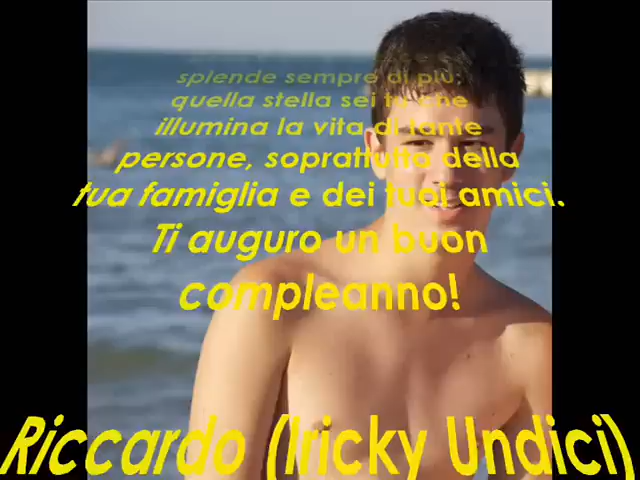 splende sempre di più:
quella stella sei tu che
illumina la vita di tante
persone, soprattutto della
tua famiglia e dei tuoi amici.
Ti auguro un buon
compleanno!
Riccardo (Iricky Undici)